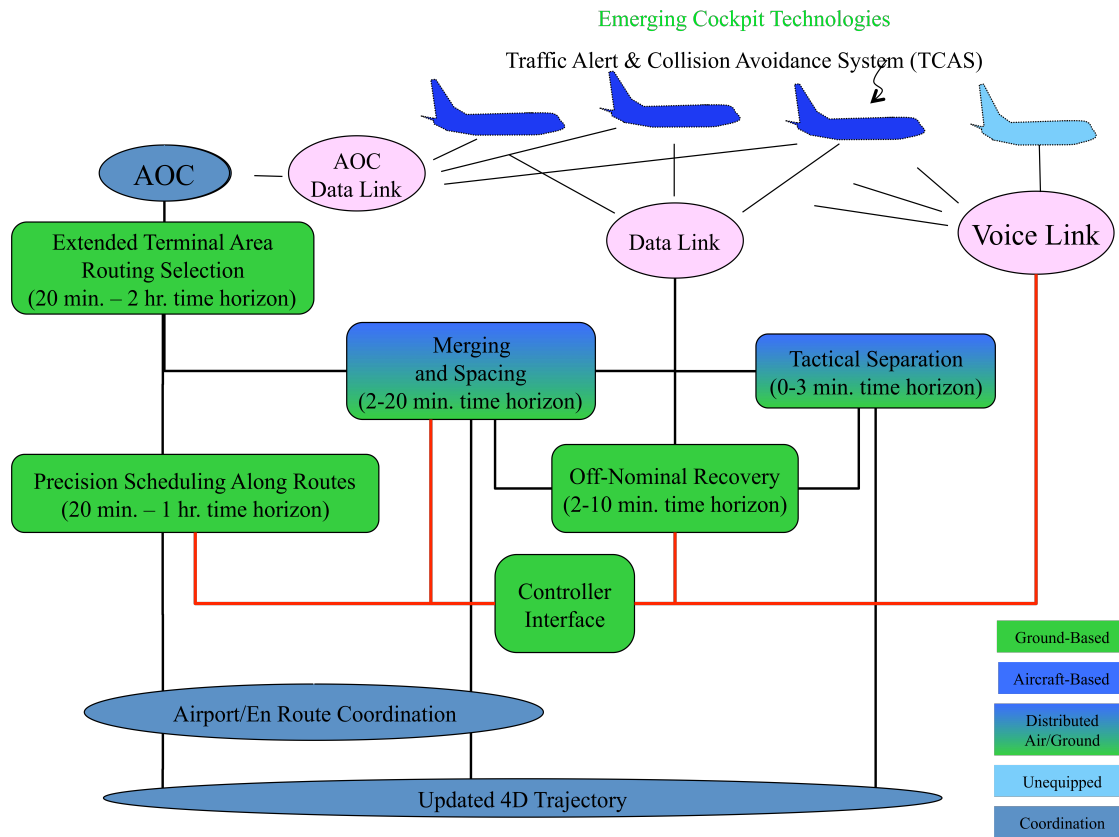 Emerging Cockpit Technologies
Traffic Alert & Collision Avoidance System (TCAS)
AOC
AOC
Data Link
Data Link
Voice Link
Extended Terminal Area
Routing Selection
(20 min. – 2 hr. time horizon)
Merging
and Spacing
(2-20 min. time horizon)
Tactical Separation
(0-3 min. time horizon)
Precision Scheduling Along Routes
(20 min. – 1 hr. time horizon)
Off-Nominal Recovery
(2-10 min. time horizon)
Controller
Interface
Airport/En Route Coordination
Updated 4D Trajectory
Ground-Based
Aircraft-Based
Distributed
Air/Ground
Unequipped
Coordination